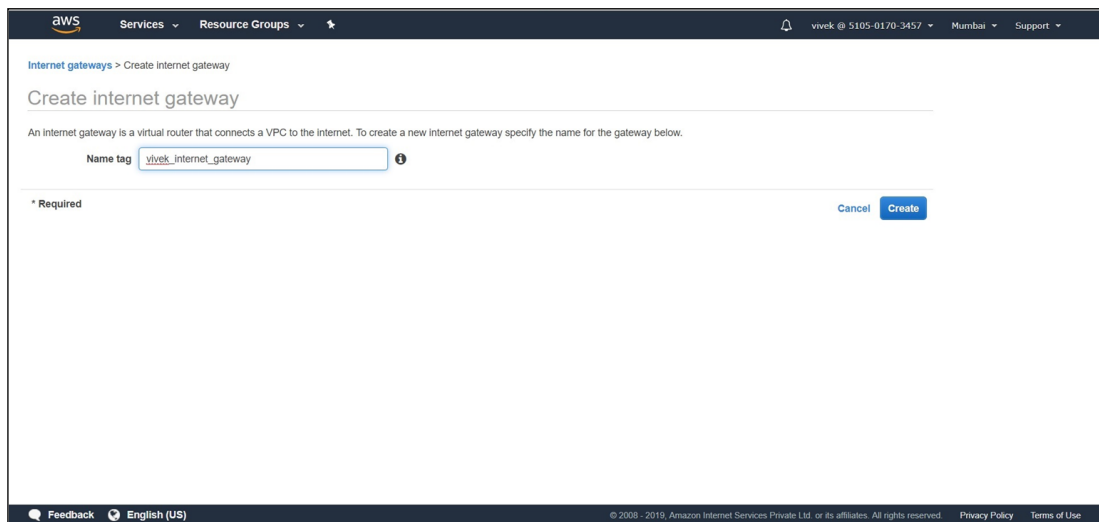 aws Services Resource Groups vivek @ 5105-0170-3457 Mumbai Support
Internet gateways > Create internet gateway
Create internet gateway
An internet gateway is a virtual router that connects a VPC to the internet. To create a new internet gateway specify the name for the gateway below.
Name tag vivek_internet_gateway
* Required Cancel Create
Feedback English (US) © 2008 - 2019, Amazon Internet Services Private Ltd. or its affiliates. All rights reserved. Privacy Policy Terms of Use